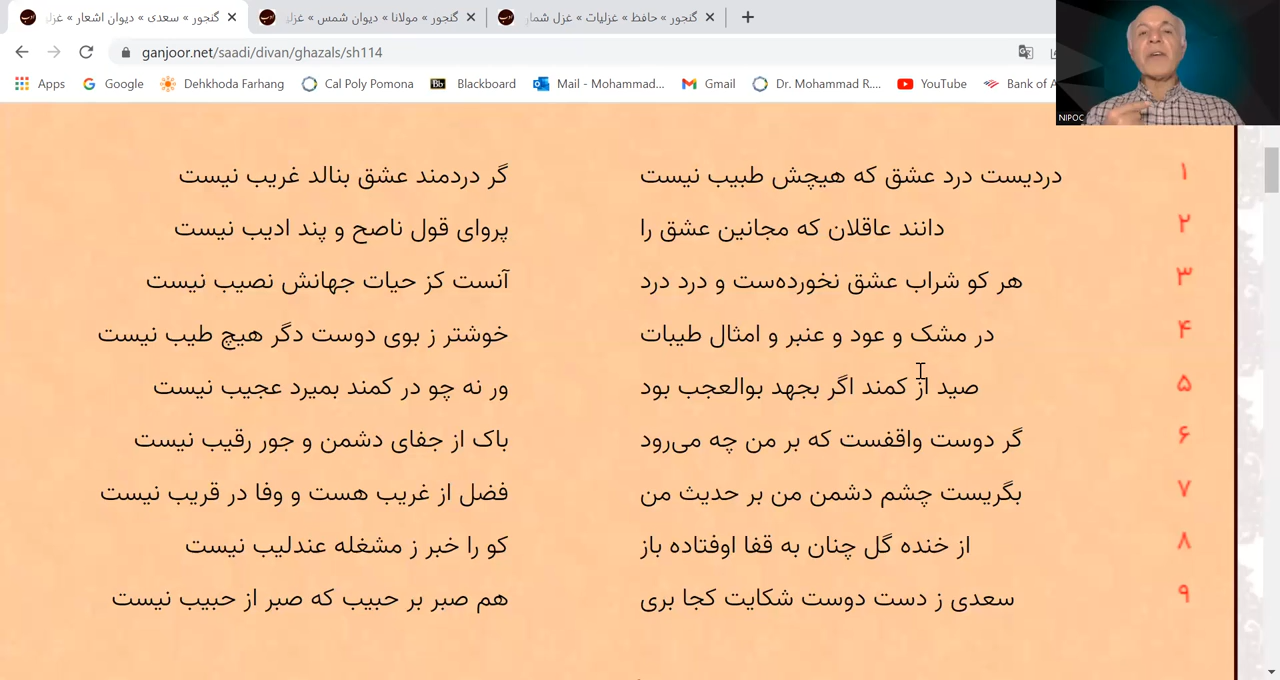 گنجور » سعدی » دیوان اشعار » غزل
گنجور » مولانا » دیوان شمس » غزلی
گنجور » حافظ » غزلیات » غزل شمار
ganjoor.net/saadi/divan/ghazals/sh114
Apps Google Dehkhoda Farhang Cal Poly Pomona Blackboard Mail - Mohammad... Gmail Dr. Mohammad R.... YouTube Bank of A
NIPOC
۱ دردیست درد عشق که هیچش طبیب نیست گر دردمند عشق بنالد غریب نیست
۲ دانند عاقلان که مجانین عشق را پروای قول ناصح و پند ادیب نیست
۳ هر کو شراب عشق نخورده‌ست و درد درد آنست کز حیات جهانش نصیب نیست
۴ در مشک و عود و عنبر و امثال طیبات خوشتر ز بوی دوست دگر هیچ طیب نیست
۵ صید از کمند اگر بجهد بوالعجب بود ور نه چو در کمند بمیرد عجیب نیست
۶ گر دوست واقفست که بر من چه می‌رود باک از جفای دشمن و جور رقیب نیست
۷ بگریست چشم دشمن من بر حدیث من فضل از غریب هست و وفا در قریب نیست
۸ از خنده گل چنان به قفا اوفتاده باز کو را خبر ز مشغله عندلیب نیست
۹ سعدی ز دست دوست شکایت کجا بری هم صبر بر حبیب که صبر از حبیب نیست